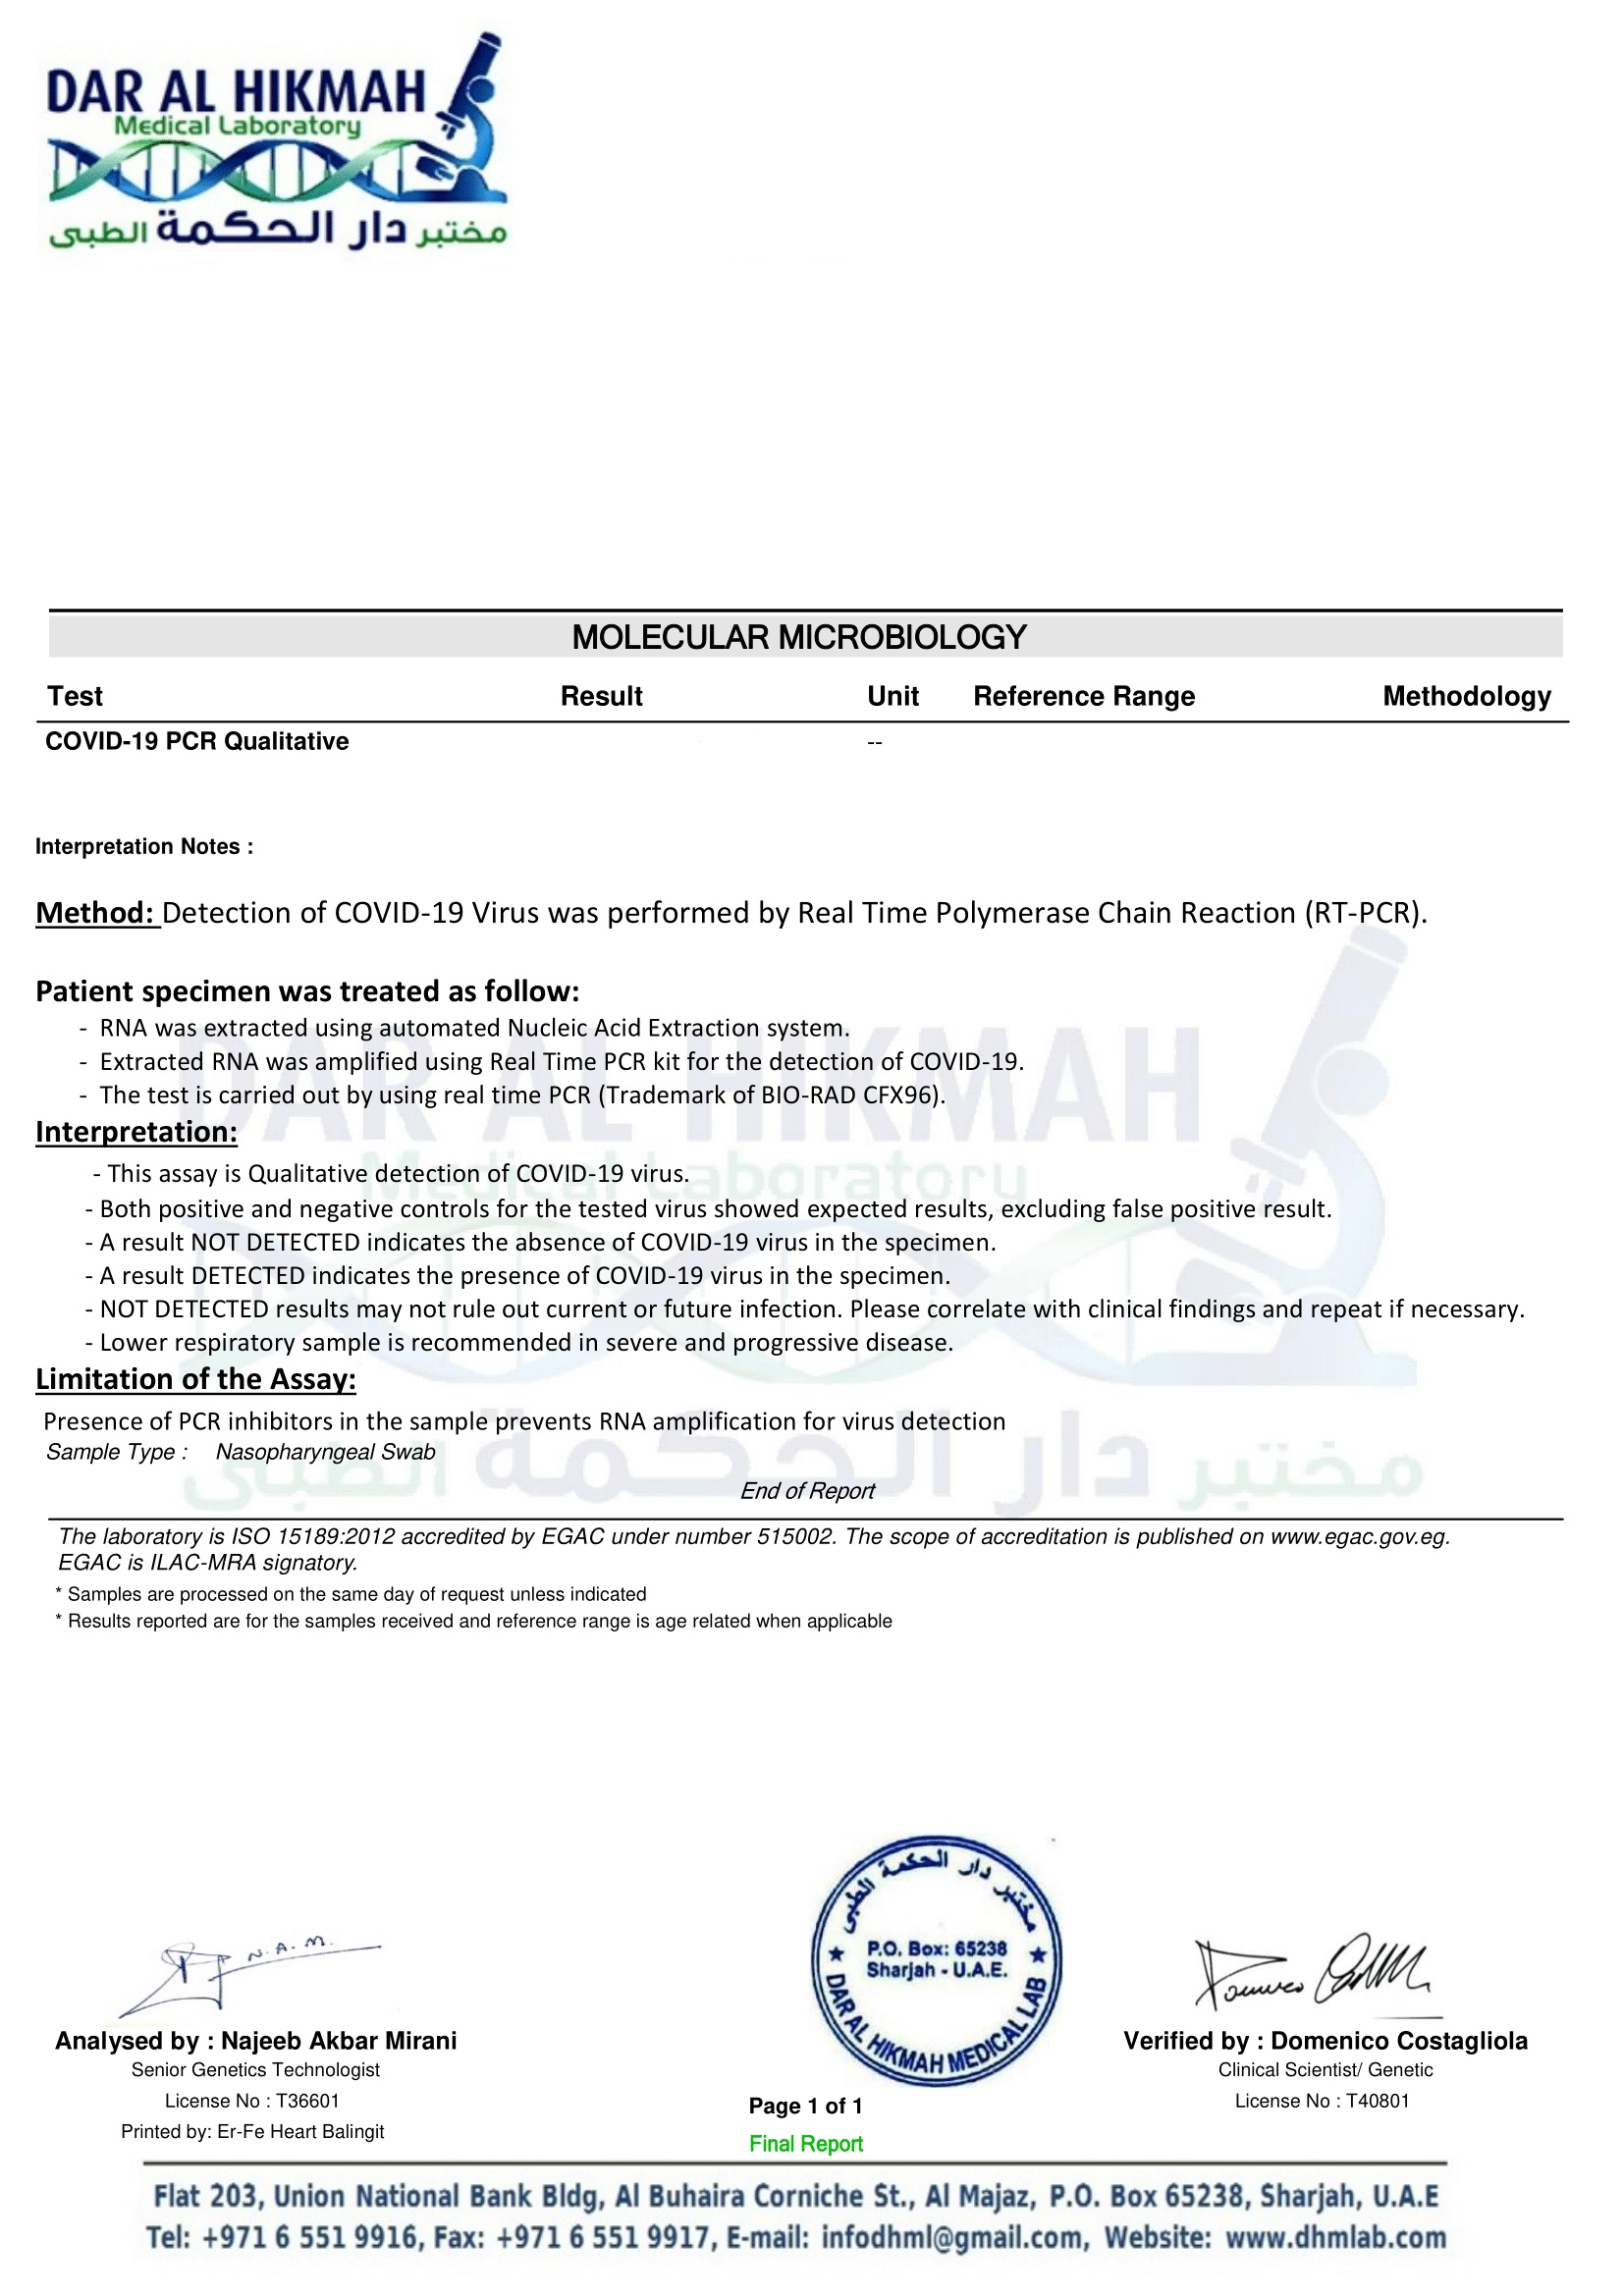 DAR AL HIKMAH
Medical Laboratory
مختبر دار الحكمة الطبى
MOLECULAR MICROBIOLOGY
Test Result Unit Reference Range Methodology
COVID-19 PCR Qualitative --
Interpretation Notes :
Method: Detection of COVID-19 Virus was performed by Real Time Polymerase Chain Reaction (RT-PCR).
Patient specimen was treated as follow:
- RNA was extracted using automated Nucleic Acid Extraction system.
- Extracted RNA was amplified using Real Time PCR kit for the detection of COVID-19.
- The test is carried out by using real time PCR (Trademark of BIO-RAD CFX96).
Interpretation:
- This assay is Qualitative detection of COVID-19 virus.
- Both positive and negative controls for the tested virus showed expected results, excluding false positive result.
- A result NOT DETECTED indicates the absence of COVID-19 virus in the specimen.
- A result DETECTED indicates the presence of COVID-19 virus in the specimen.
- NOT DETECTED results may not rule out current or future infection. Please correlate with clinical findings and repeat if necessary.
- Lower respiratory sample is recommended in severe and progressive disease.
Limitation of the Assay:
Presence of PCR inhibitors in the sample prevents RNA amplification for virus detection
Sample Type : Nasopharyngeal Swab
End of Report
DAR AL HIKMAH
Medical Laboratory
مختبر دار الحكمة الطبى
The laboratory is ISO 15189:2012 accredited by EGAC under number 515002. The scope of accreditation is published on www.egac.gov.eg.
EGAC is ILAC-MRA signatory.
* Samples are processed on the same day of request unless indicated
* Results reported are for the samples received and reference range is age related when applicable
N.A.M.
مختبر دار الحكمة الطبى
P.O. Box: 65238
Sharjah - U.A.E.
DAR AL HIKMAH MEDICAL LAB
Analysed by : Najeeb Akbar Mirani
Senior Genetics Technologist
License No : T36601
Printed by: Er-Fe Heart Balingit
Verified by : Domenico Costagliola
Clinical Scientist/ Genetic
License No : T40801
Page 1 of 1
Final Report
Flat 203, Union National Bank Bldg, Al Buhaira Corniche St., Al Majaz, P.O. Box 65238, Sharjah, U.A.E
Tel: +971 6 551 9916, Fax: +971 6 551 9917, E-mail: infodhml@gmail.com, Website: www.dhmlab.com